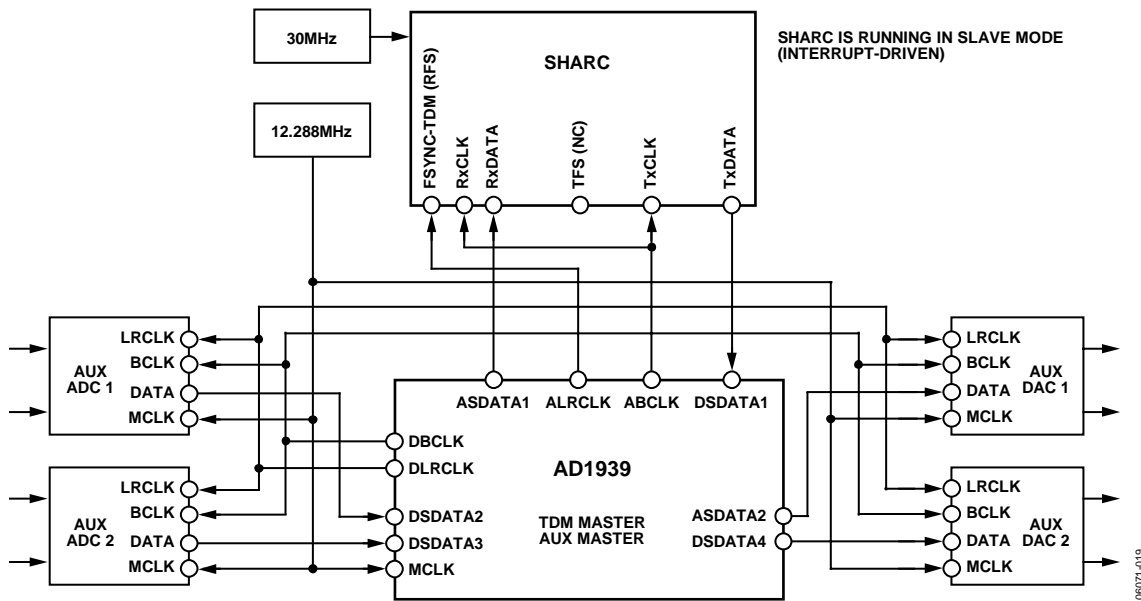 30MHz
12.288MHz
SHARC
SHARC IS RUNNING IN SLAVE MODE
(INTERRUPT-DRIVEN)
FSYNC-TDM (RFS)
RxCLK
RxDATA
TFS (NC)
TxCLK
TxDATA
AUX
ADC 1
LRCLK
BCLK
DATA
MCLK
AUX
ADC 2
LRCLK
BCLK
DATA
MCLK
ASDATA1
ALRCLK
ABCLK
DSDATA1
DBCLK
DLRCLK
DSDATA2
DSDATA3
MCLK
AD1939
TDM MASTER
AUX MASTER
ASDATA2
DSDATA4
LRCLK
BCLK
DATA
MCLK
AUX
DAC 1
LRCLK
BCLK
DATA
MCLK
AUX
DAC 2
06071-019